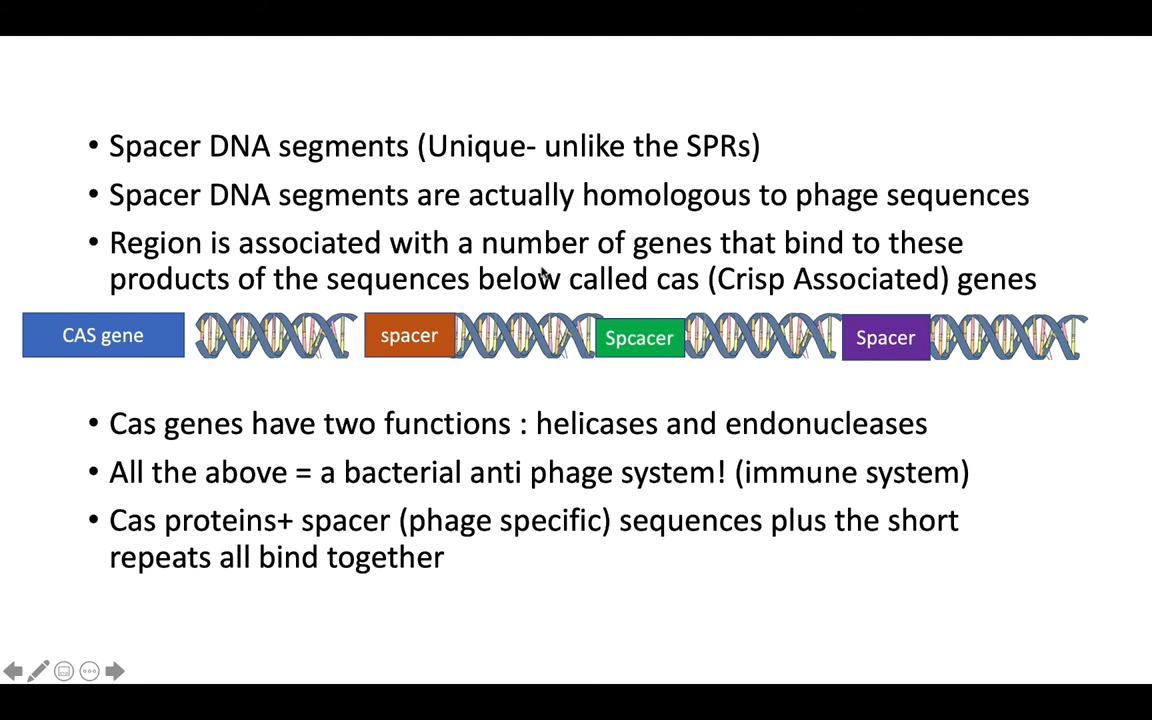 • Spacer DNA segments (Unique- unlike the SPRs)
• Spacer DNA segments are actually homologous to phage sequences
• Region is associated with a number of genes that bind to these
products of the sequences below called cas (Crisp Associated) genes
CAS gene spacer Spcacer Spacer
• Cas genes have two functions : helicases and endonucleases
• All the above = a bacterial anti phage system! (immune system)
• Cas proteins+ spacer (phage specific) sequences plus the short
repeats all bind together